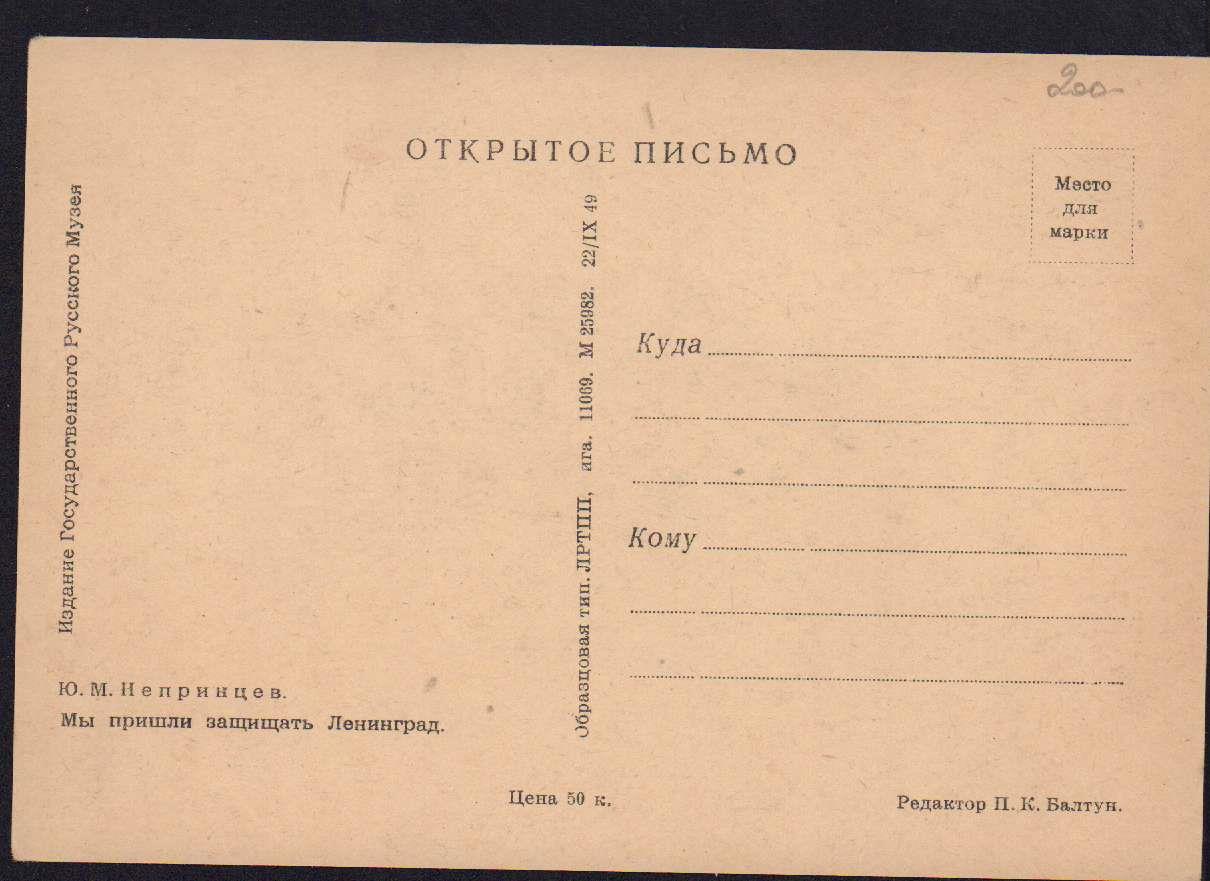 200-
ОТКРЫТОЕ ПИСЬМО
Место
для
марки
Издание Государственного Русского Музея
Образцовая тип. ЛРТПП, ига. 11069. М 25982. 22/IX 49
Куда
Кому
Ю. М. Непринцев.
Мы пришли защищать Ленинград.
Цена 50 к.
Редактор П. К. Балтун.